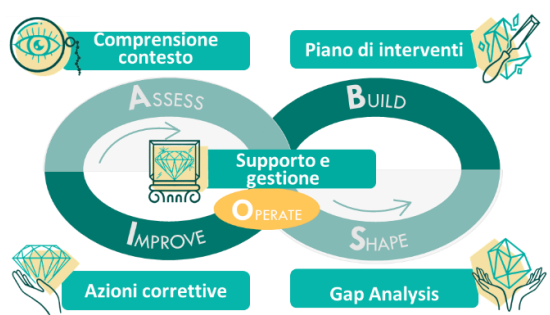 Comprensione
contesto
Piano di interventi
ASSESS
BUILD
Supporto e
gestione
OPERATE
IMPROVE
SHAPE
Azioni correttive
Gap Analysis